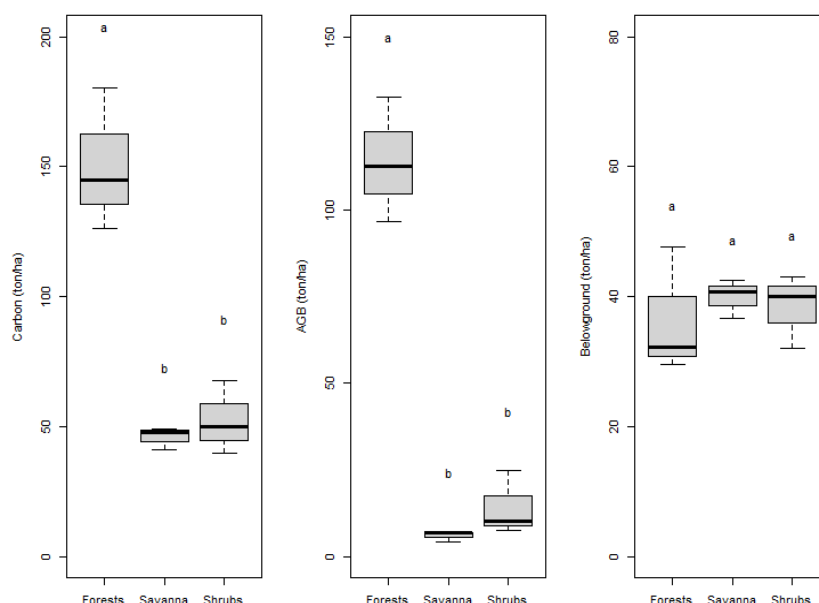 Carbon (ton/ha)
0
50
100
150
200
a
b
b
Forests
Savanna
Shrubs
AGB (ton/ha)
0
50
100
150
a
b
b
Forests
Savanna
Shrubs
Belowground (ton/ha)
0
20
40
60
80
a
a
a
Forests
Savanna
Shrubs